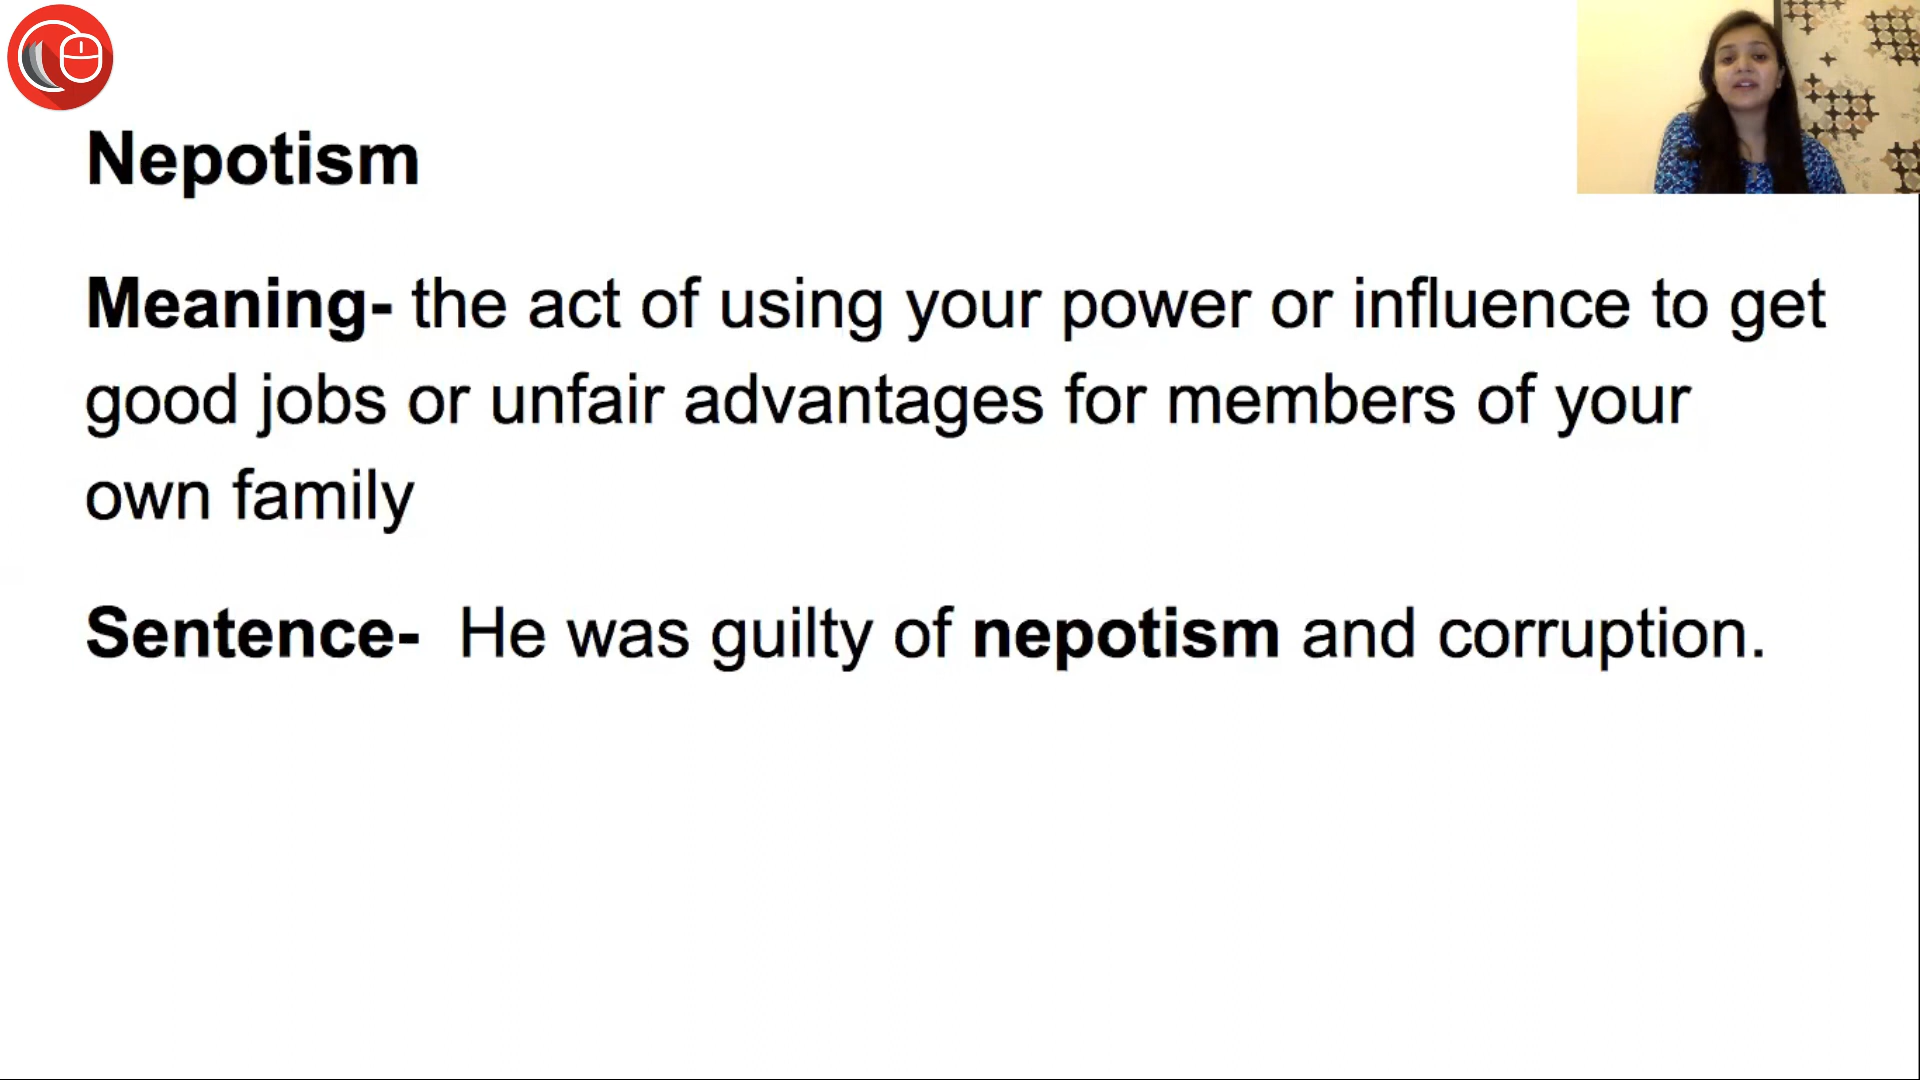 Nepotism
Meaning- the act of using your power or influence to get
good jobs or unfair advantages for members of your
own family
Sentence- He was guilty of nepotism and corruption.